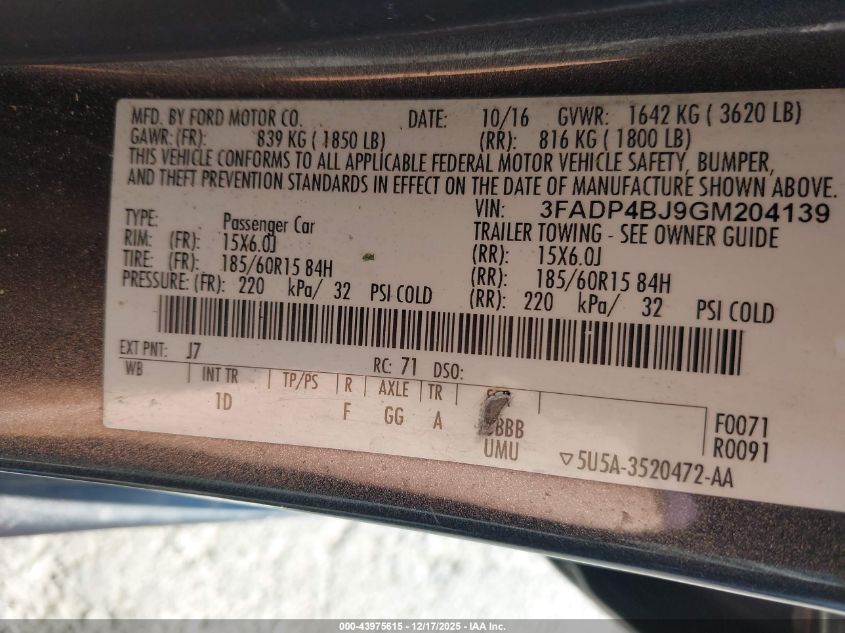 MFD. BY FORD MOTOR CO. DATE: 10/16 GVWR: 1642 KG ( 3620 LB)
GAWR: (FR): 839 KG ( 1850 LB) (RR): 816 KG ( 1800 LB)
THIS VEHICLE CONFORMS TO ALL APPLICABLE FEDERAL MOTOR VEHICLE SAFETY, BUMPER,
AND THEFT PREVENTION STANDARDS IN EFFECT ON THE DATE OF MANUFACTURE SHOWN ABOVE.
VIN: 3FADP4BJ9GM204139
TYPE: Passenger Car TRAILER TOWING - SEE OWNER GUIDE
RIM: (FR): 15X6.0J (RR): 15X6.0J
TIRE: (FR): 185/60R15 84H (RR): 185/60R15 84H
PRESSURE: (FR): 220 kPa/ 32 PSI COLD (RR): 220 kPa/ 32 PSI COLD
EXT PNT: J7 RC: 71 DSO:
WB INT TR TP/PS R AXLE TR
1D F GG A BBB F0071
UMU R0091
▽5U5A-3520472-AA
000-43975615 - 12/17/2025 - IAA Inc.